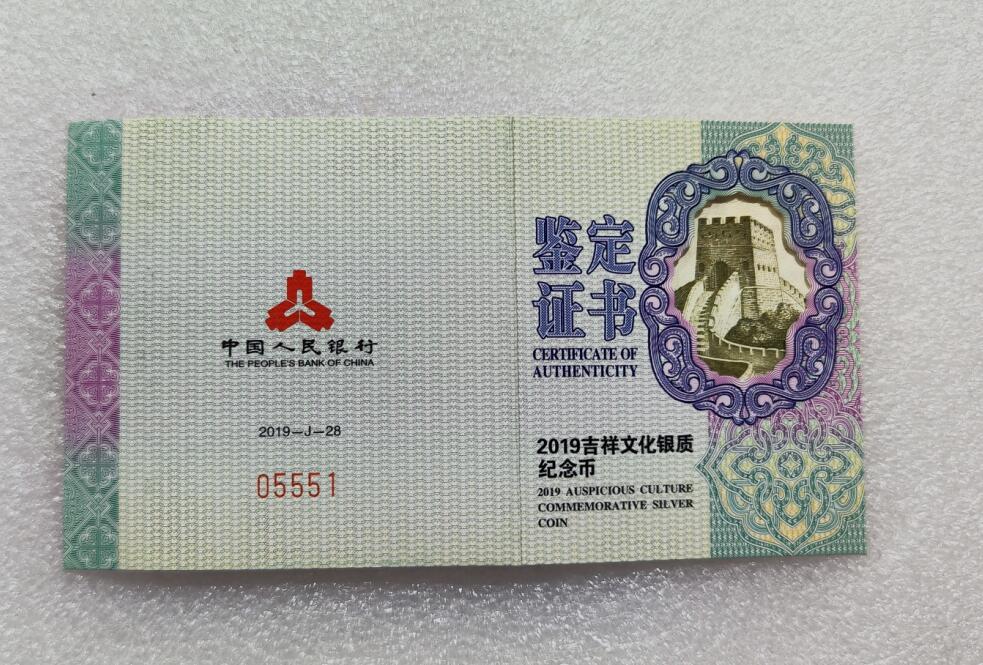 中国人民银行
THE PEOPLE'S BANK OF CHINA
2019—J—28
05551
鉴定
证书
CERTIFICATE OF
AUTHENTICITY
2019吉祥文化银质
纪念币
2019 AUSPICIOUS CULTURE
COMMEMORATIVE SILVER
COIN